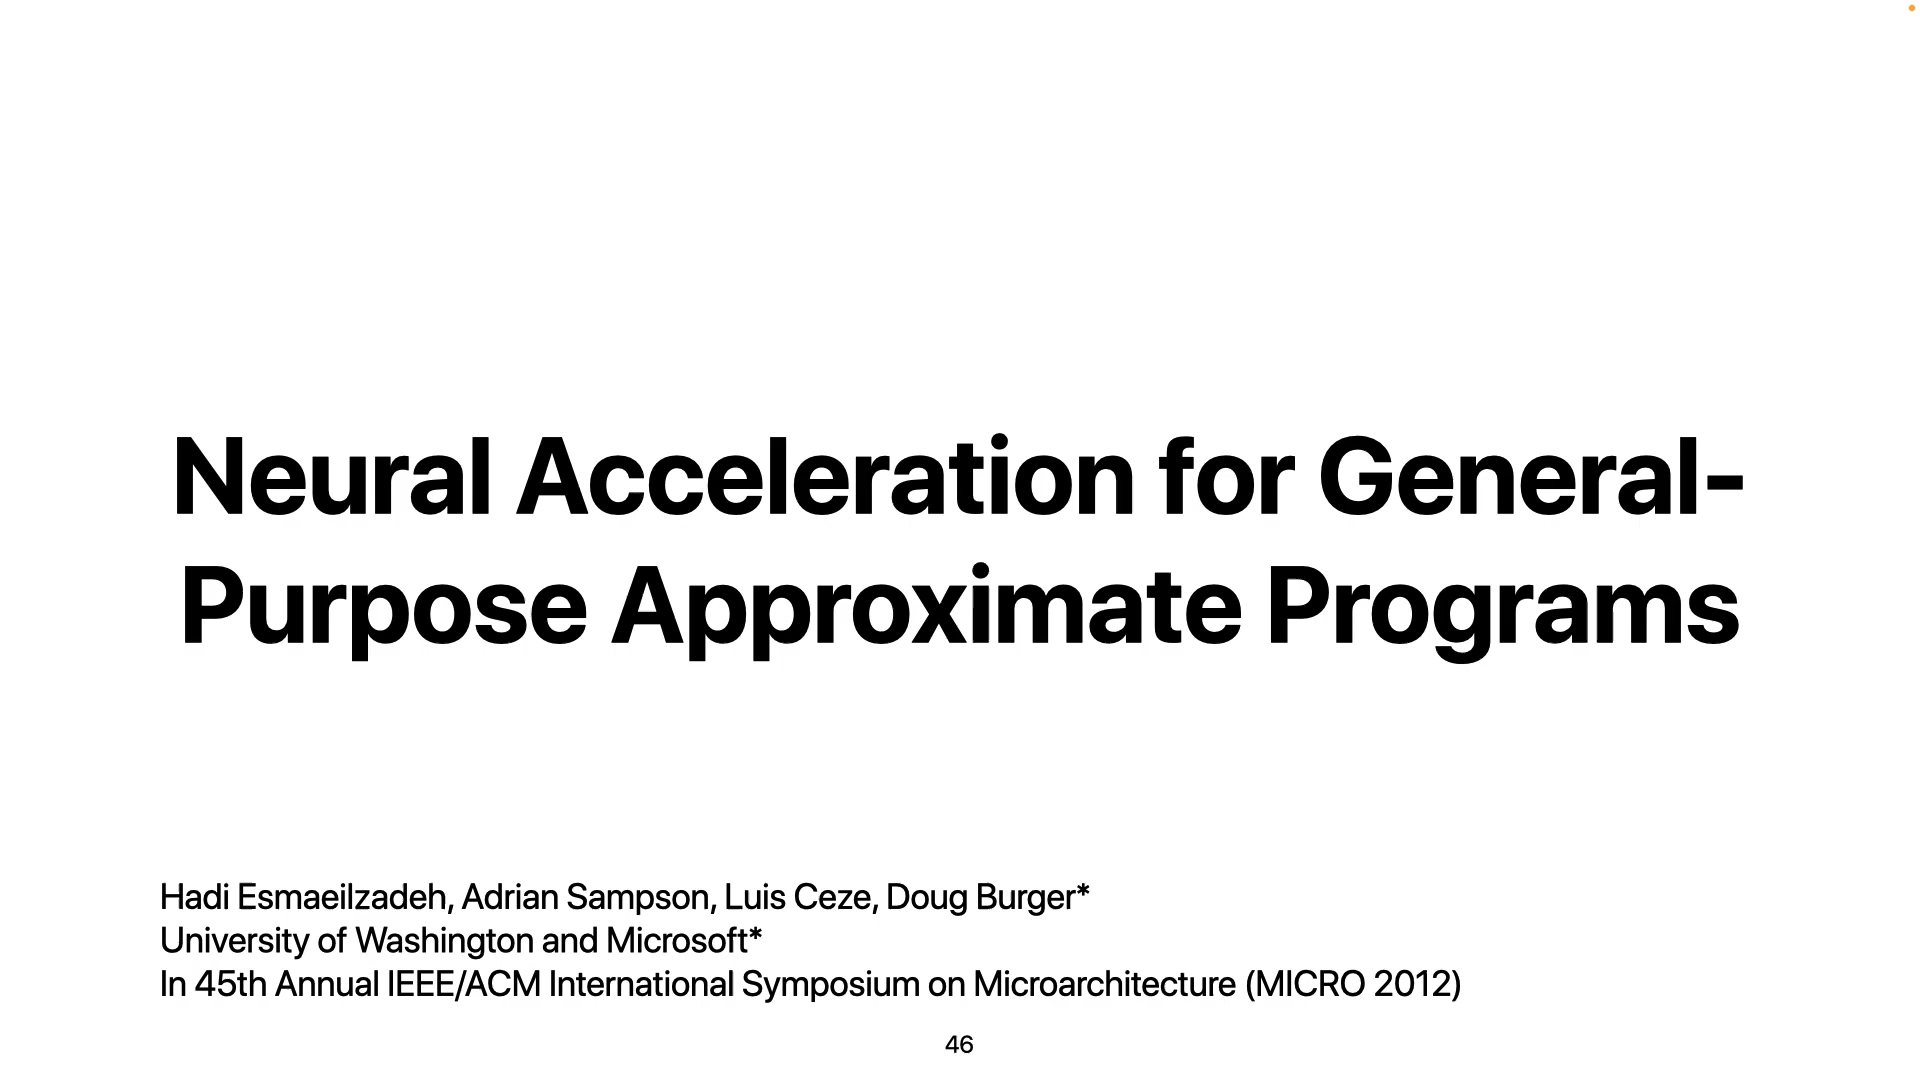 Neural Acceleration for General-
Purpose Approximate Programs
Hadi Esmaeilzadeh, Adrian Sampson, Luis Ceze, Doug Burger*
University of Washington and Microsoft*
In 45th Annual IEEE/ACM International Symposium on Microarchitecture (MICRO 2012)
46